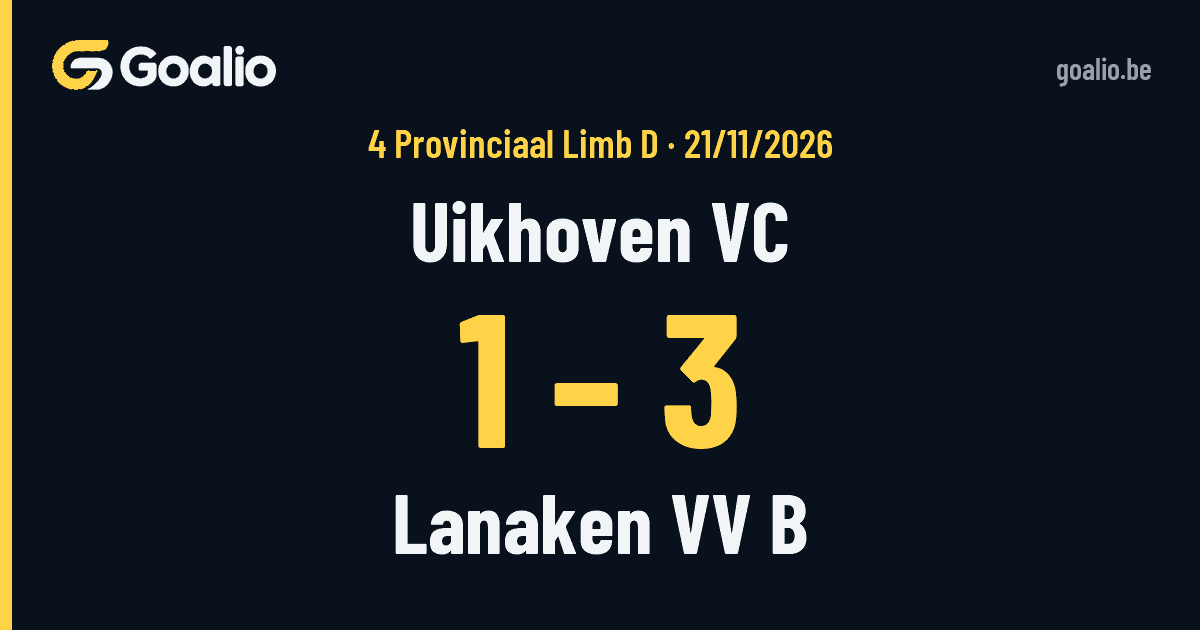 Goalio
goalio.be
4 Provinciaal Limb D · 21/11/2026
Uikhoven VC
1 – 3
Lanaken VV B